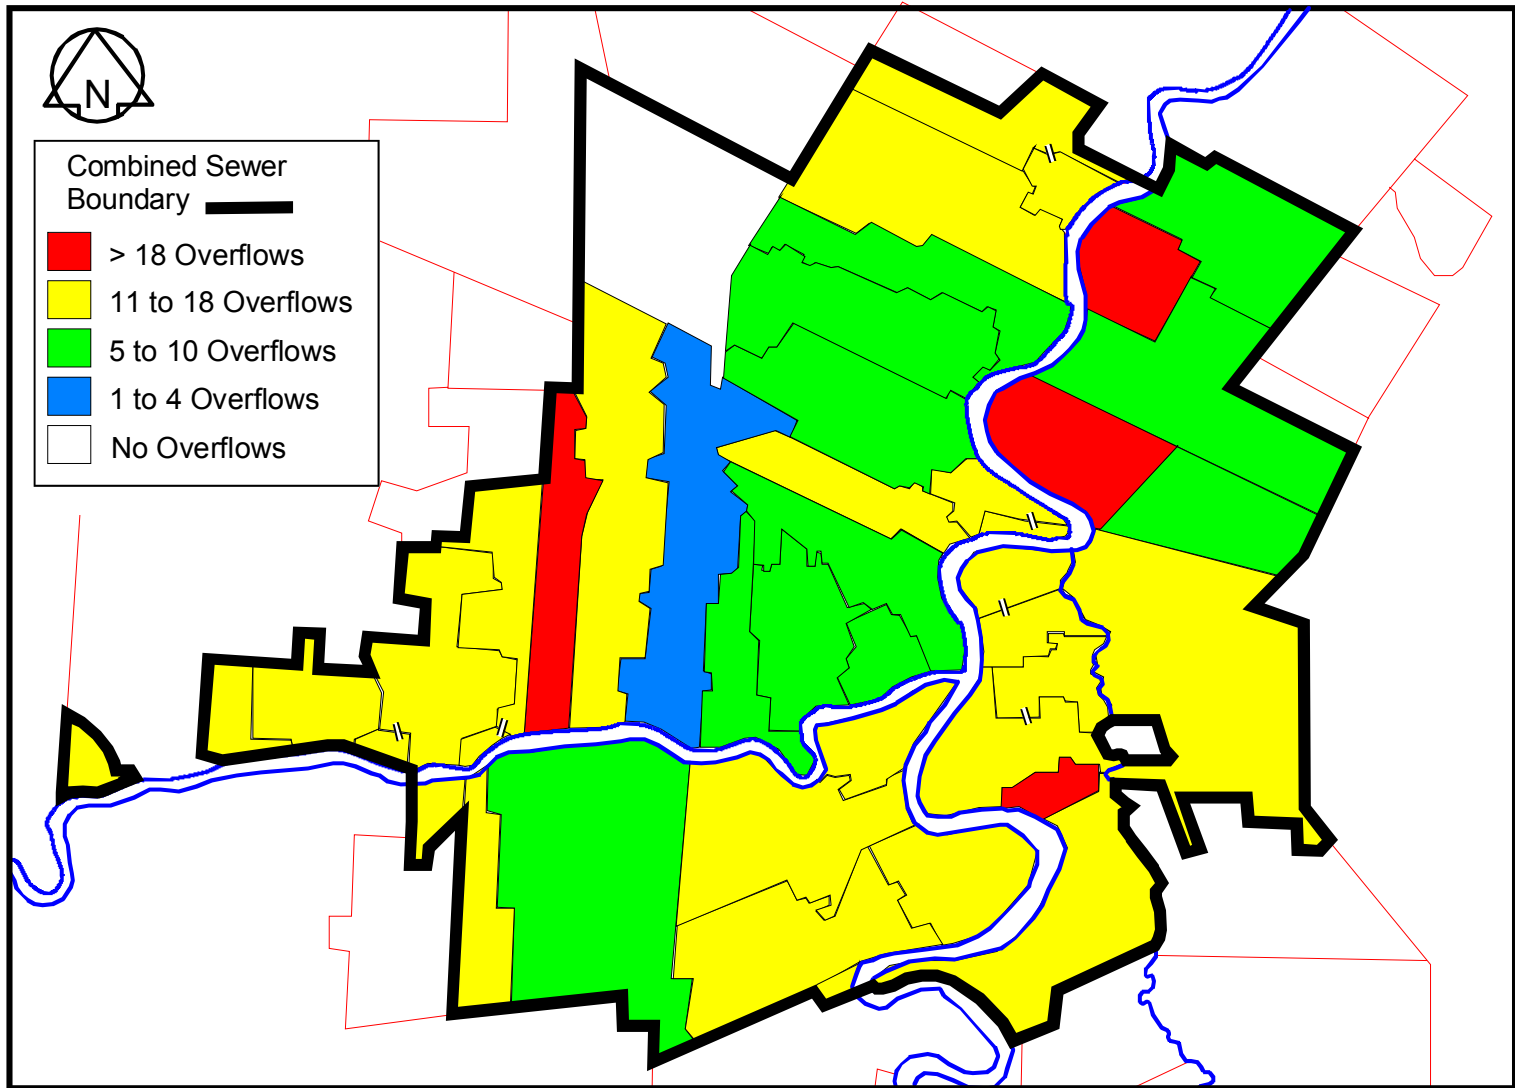 N
Combined Sewer
Boundary
> 18 Overflows
11 to 18 Overflows
5 to 10 Overflows
1 to 4 Overflows
No Overflows